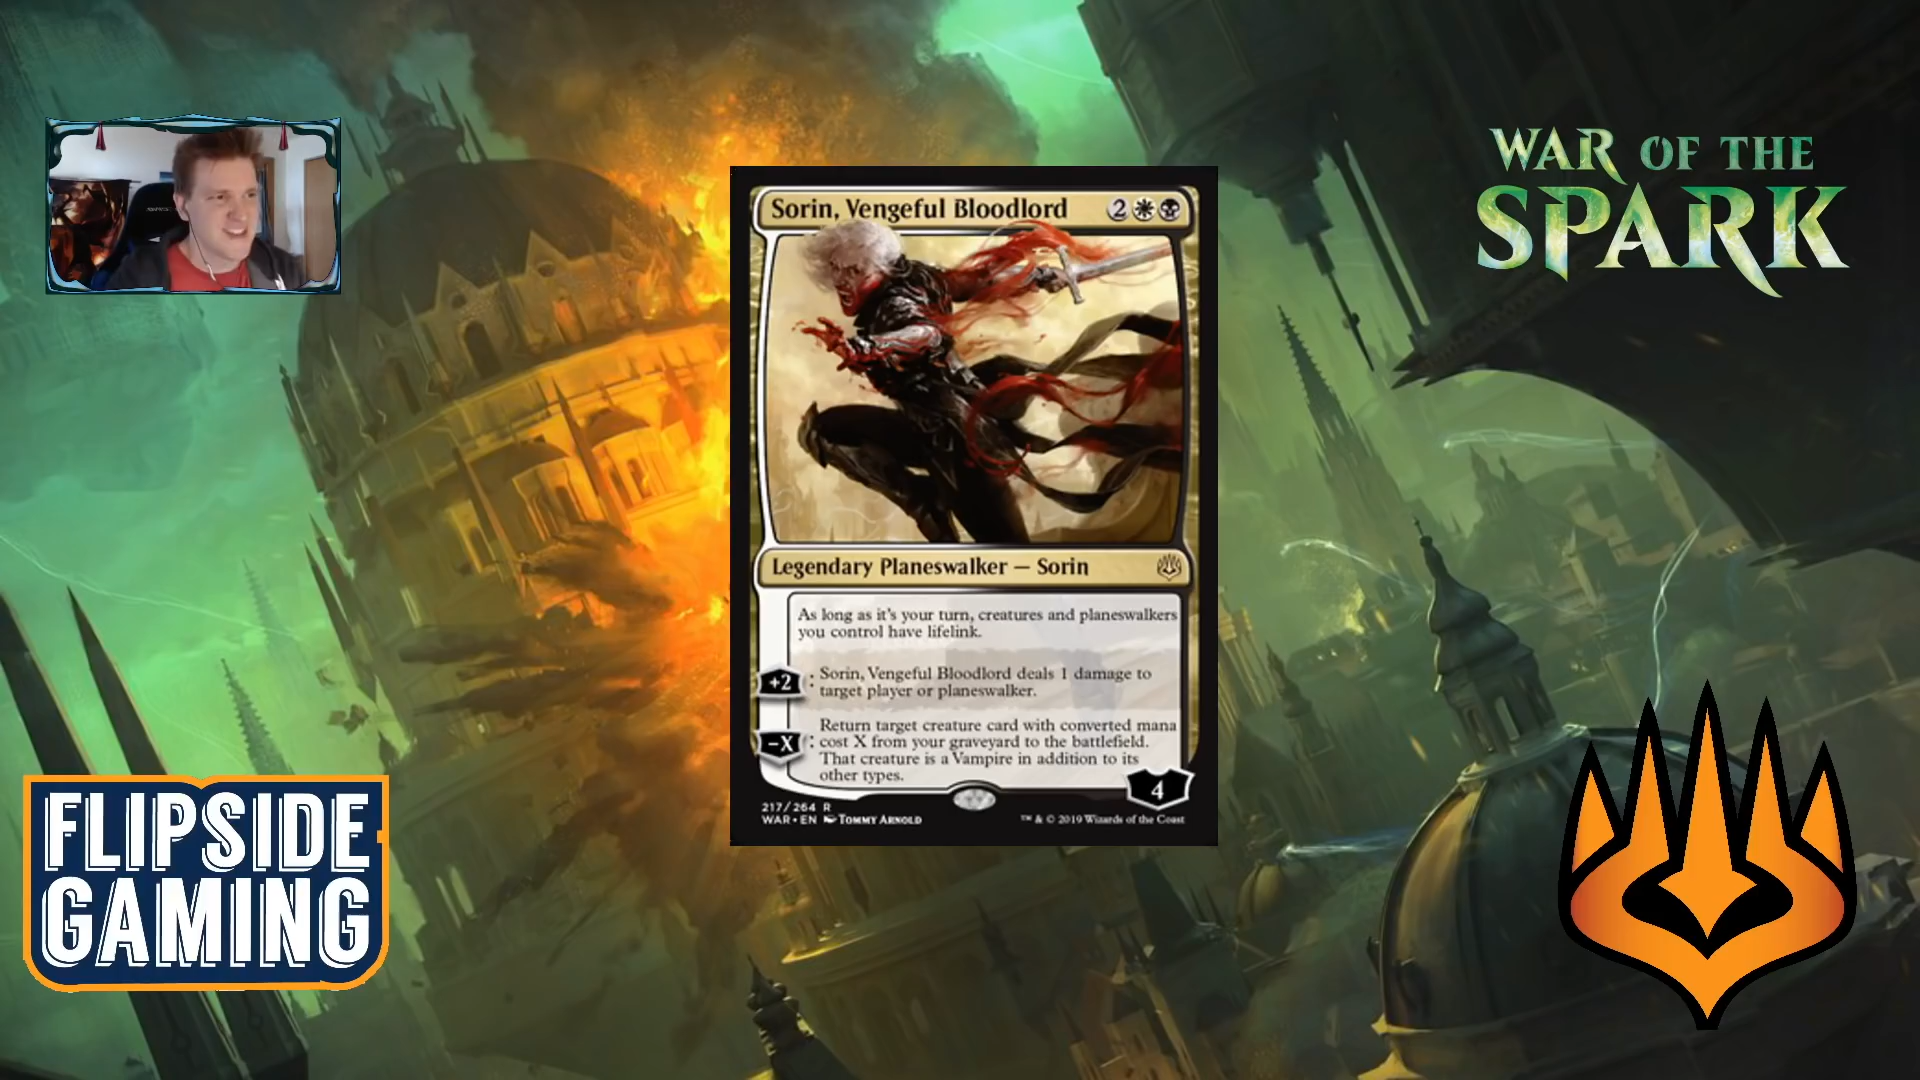 WAR OF THE
SPARK
Sorin, Vengeful Bloodlord 2
Legendary Planeswalker — Sorin
As long as it's your turn, creatures and planeswalkers
you control have lifelink.
+2 : Sorin, Vengeful Bloodlord deals 1 damage to
target player or planeswalker.
Return target creature card with converted mana
−X : cost X from your graveyard to the battlefield.
That creature is a Vampire in addition to its
other types.
4
217/264 R
WAR • EN Tommy Arnold
™ & © 2019 Wizards of the Coast
FLIPSIDE
GAMING